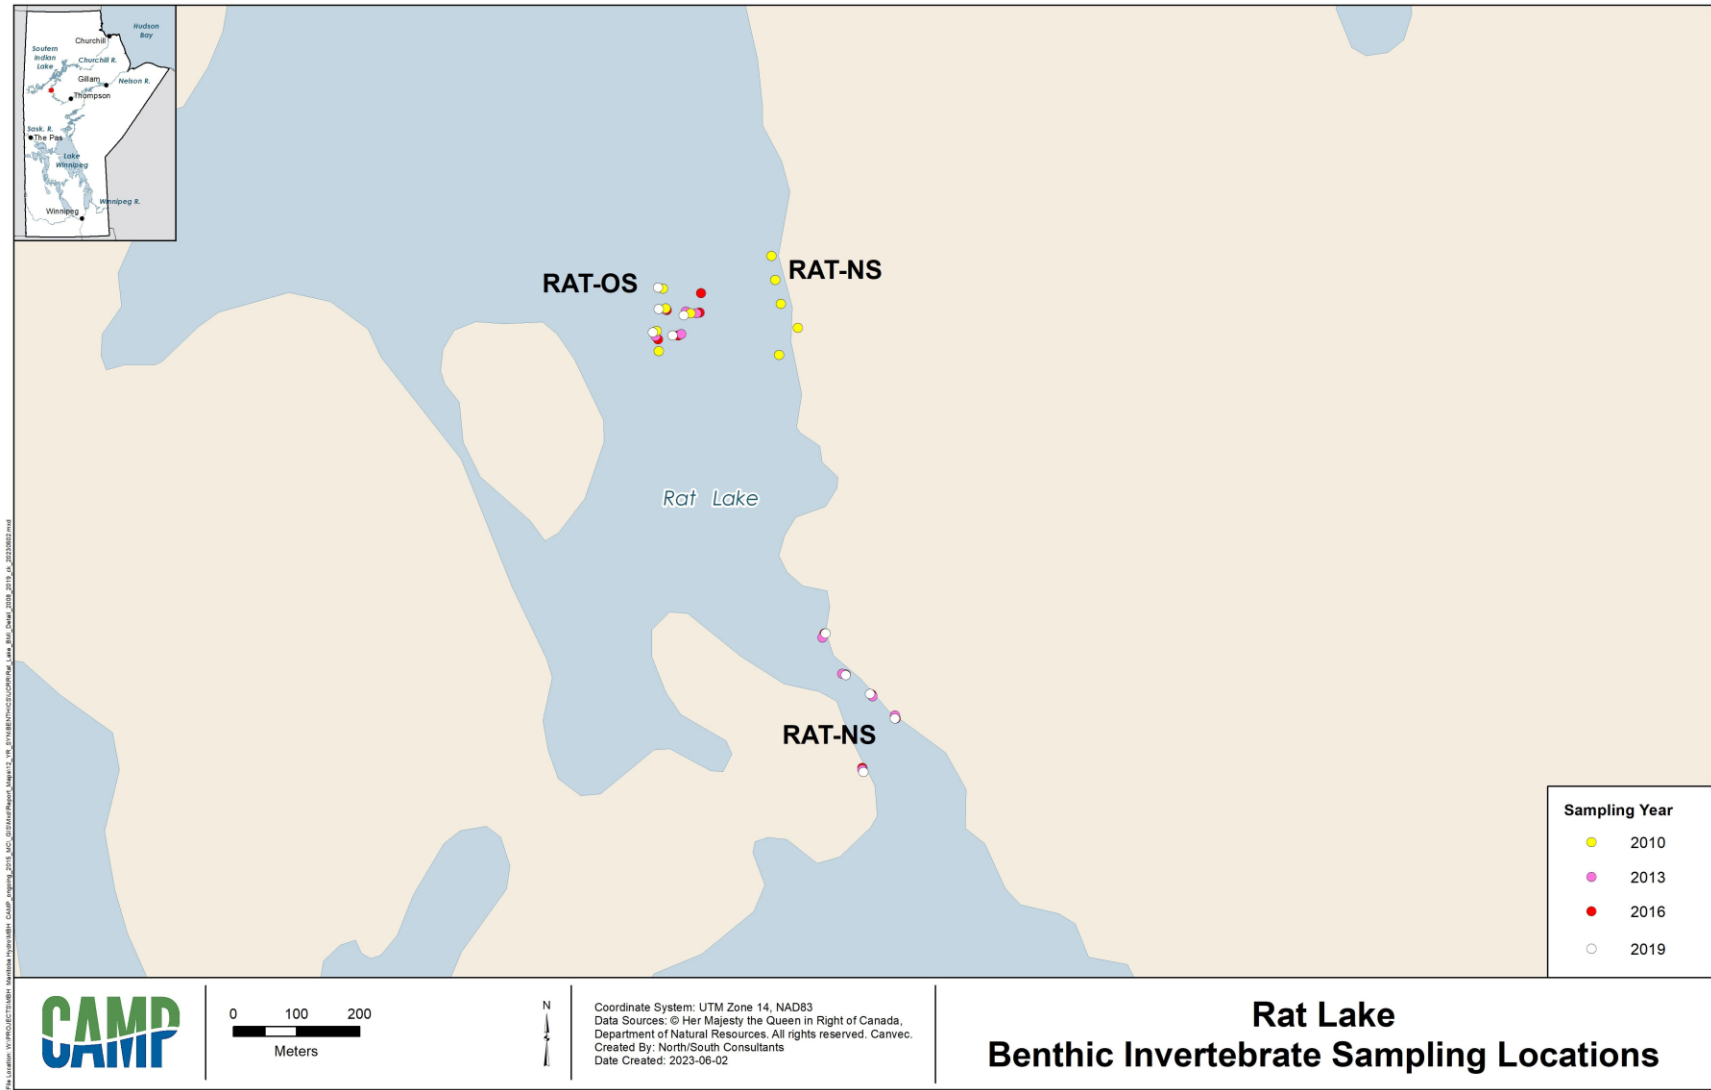 Hudson
Bay
Churchill
Soutern
Indian
Lake
Churchill R.
Gillam
Nelson R.
Thompson
Sask. R.
The Pas
Lake
Winnipeg
Winnipeg R.
Winnipeg
RAT-OS
RAT-NS
Rat Lake
RAT-NS
Sampling Year
2010
2013
2016
2019
CAMP
0 100 200
Meters
N
Coordinate System: UTM Zone 14, NAD83
Data Sources: © Her Majesty the Queen in Right of Canada,
Department of Natural Resources. All rights reserved. Canvec.
Created By: North/South Consultants
Date Created: 2023-06-02
Rat Lake
Benthic Invertebrate Sampling Locations